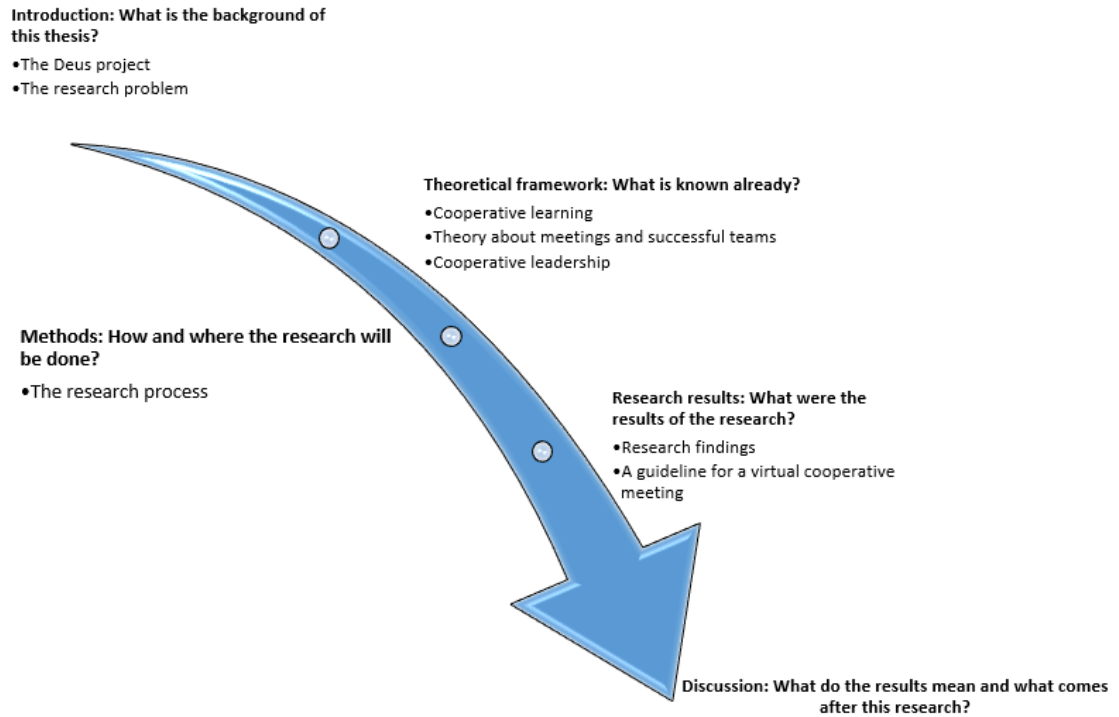 Introduction: What is the background of
this thesis?
•The Deus project
•The research problem
Theoretical framework: What is known already?
•Cooperative learning
•Theory about meetings and successful teams
•Cooperative leadership
Methods: How and where the research will
be done?
•The research process
Research results: What were the
results of the research?
•Research findings
•A guideline for a virtual cooperative
meeting
Discussion: What do the results mean and what comes
after this research?